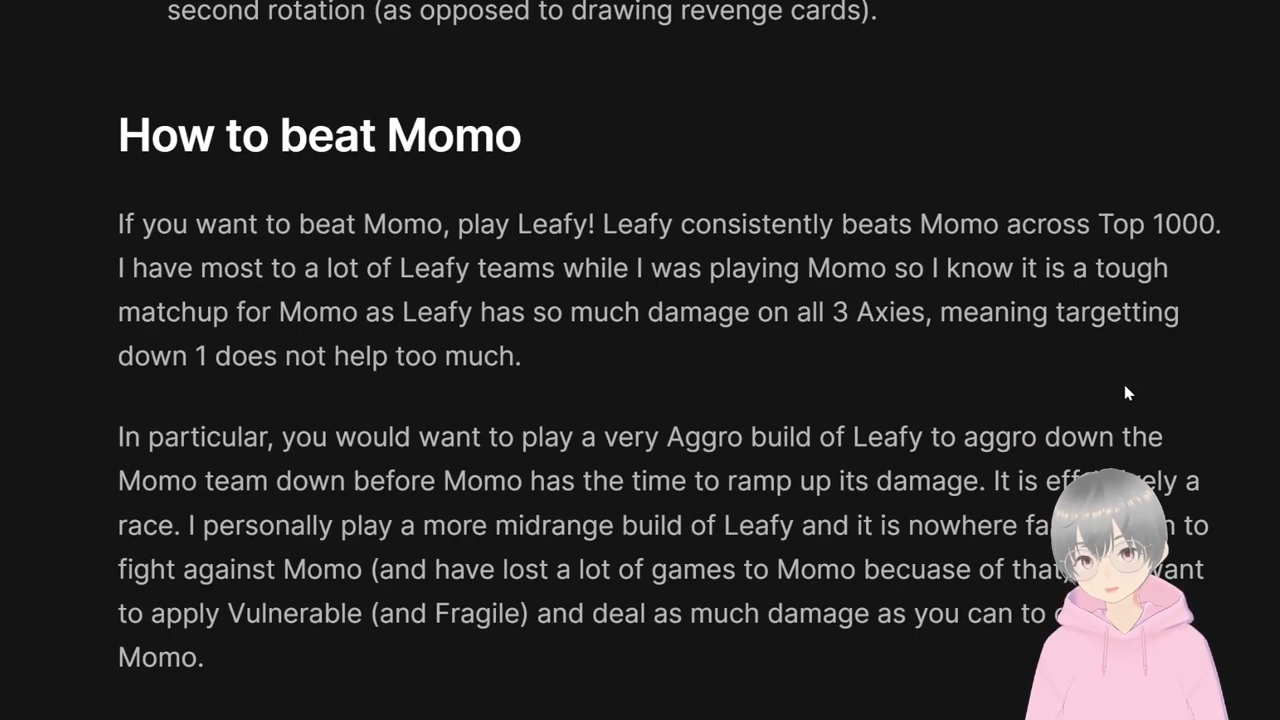 second rotation (as opposed to drawing revenge cards).
How to beat Momo
If you want to beat Momo, play Leafy! Leafy consistently beats Momo across Top 1000.
I have most to a lot of Leafy teams while I was playing Momo so I know it is a tough
matchup for Momo as Leafy has so much damage on all 3 Axies, meaning targetting
down 1 does not help too much.
In particular, you would want to play a very Aggro build of Leafy to aggro down the
Momo team down before Momo has the time to ramp up its damage. It is a
race. I personally play a more midrange build of Leafy and it is nowhere to
fight against Momo (and have lost a lot of games to Momo becuase of that
to apply Vulnerable (and Fragile) and deal as much damage as you can to
Momo.